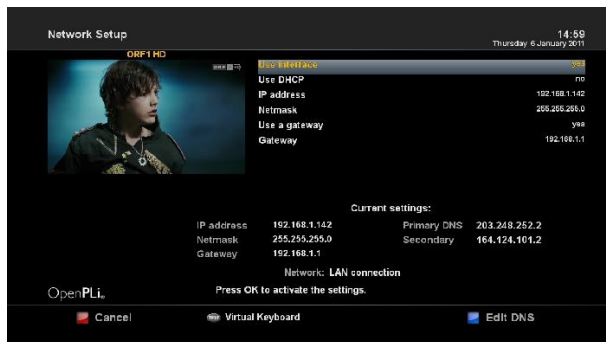 Network Setup
14:59
Thursday 6 January 2011
ORF1 HD
Use Interface yes
Use DHCP no
IP address 192.168.1.142
Netmask 255.255.255.0
Use a gateway yes
Gateway 192.168.1.1
Current settings:
IP address 192.168.1.142 Primary DNS 203.248.252.2
Netmask 255.255.255.0 Secondary 164.124.101.2
Gateway 192.168.1.1
Network: LAN connection
Press OK to activate the settings.
OpenPLi
Cancel Virtual Keyboard Edit DNS